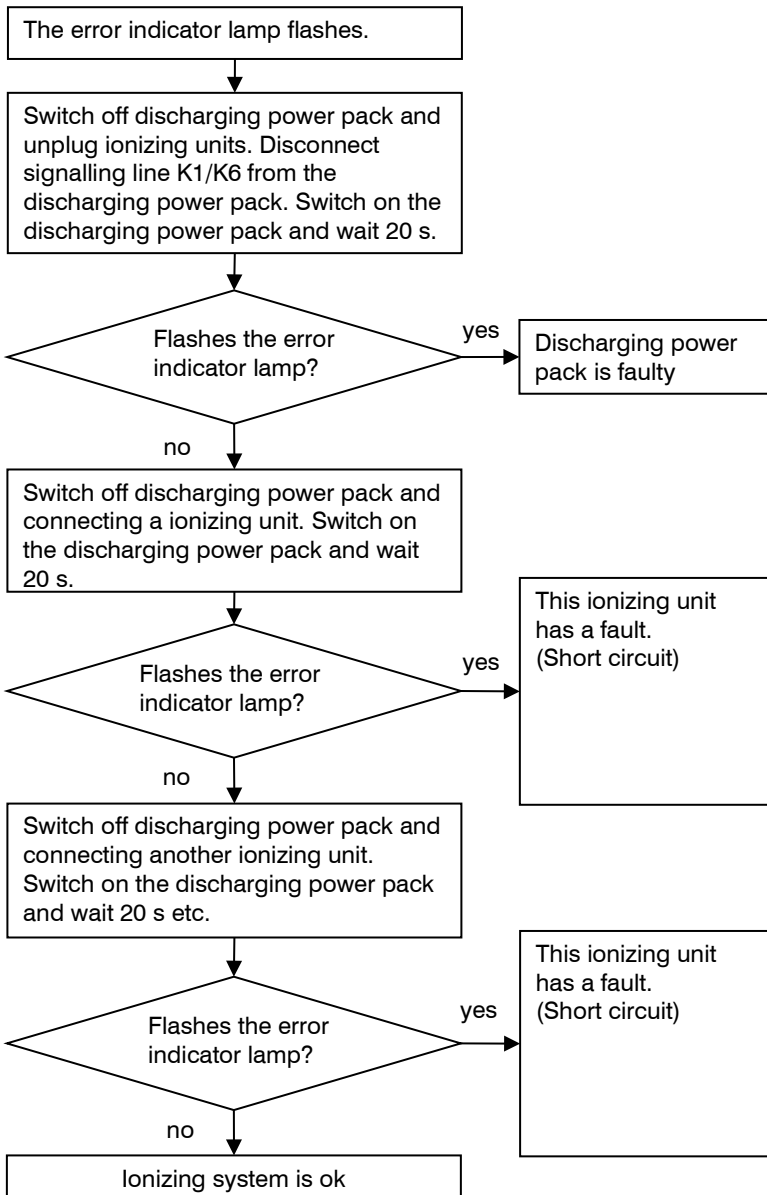 The error indicator lamp flashes.
Switch off discharging power pack and
unplug ionizing units. Disconnect
signalling line K1/K6 from the
discharging power pack. Switch on the
discharging power pack and wait 20 s.
Flashes the error
indicator lamp?
yes
Discharging power
pack is faulty
no
Switch off discharging power pack and
connecting a ionizing unit. Switch on
the discharging power pack and wait
20 s.
Flashes the error
indicator lamp?
yes
This ionizing unit
has a fault.
(Short circuit)
no
Switch off discharging power pack and
connecting another ionizing unit.
Switch on the discharging power pack
and wait 20 s etc.
Flashes the error
indicator lamp?
yes
This ionizing unit
has a fault.
(Short circuit)
no
Ionizing system is ok